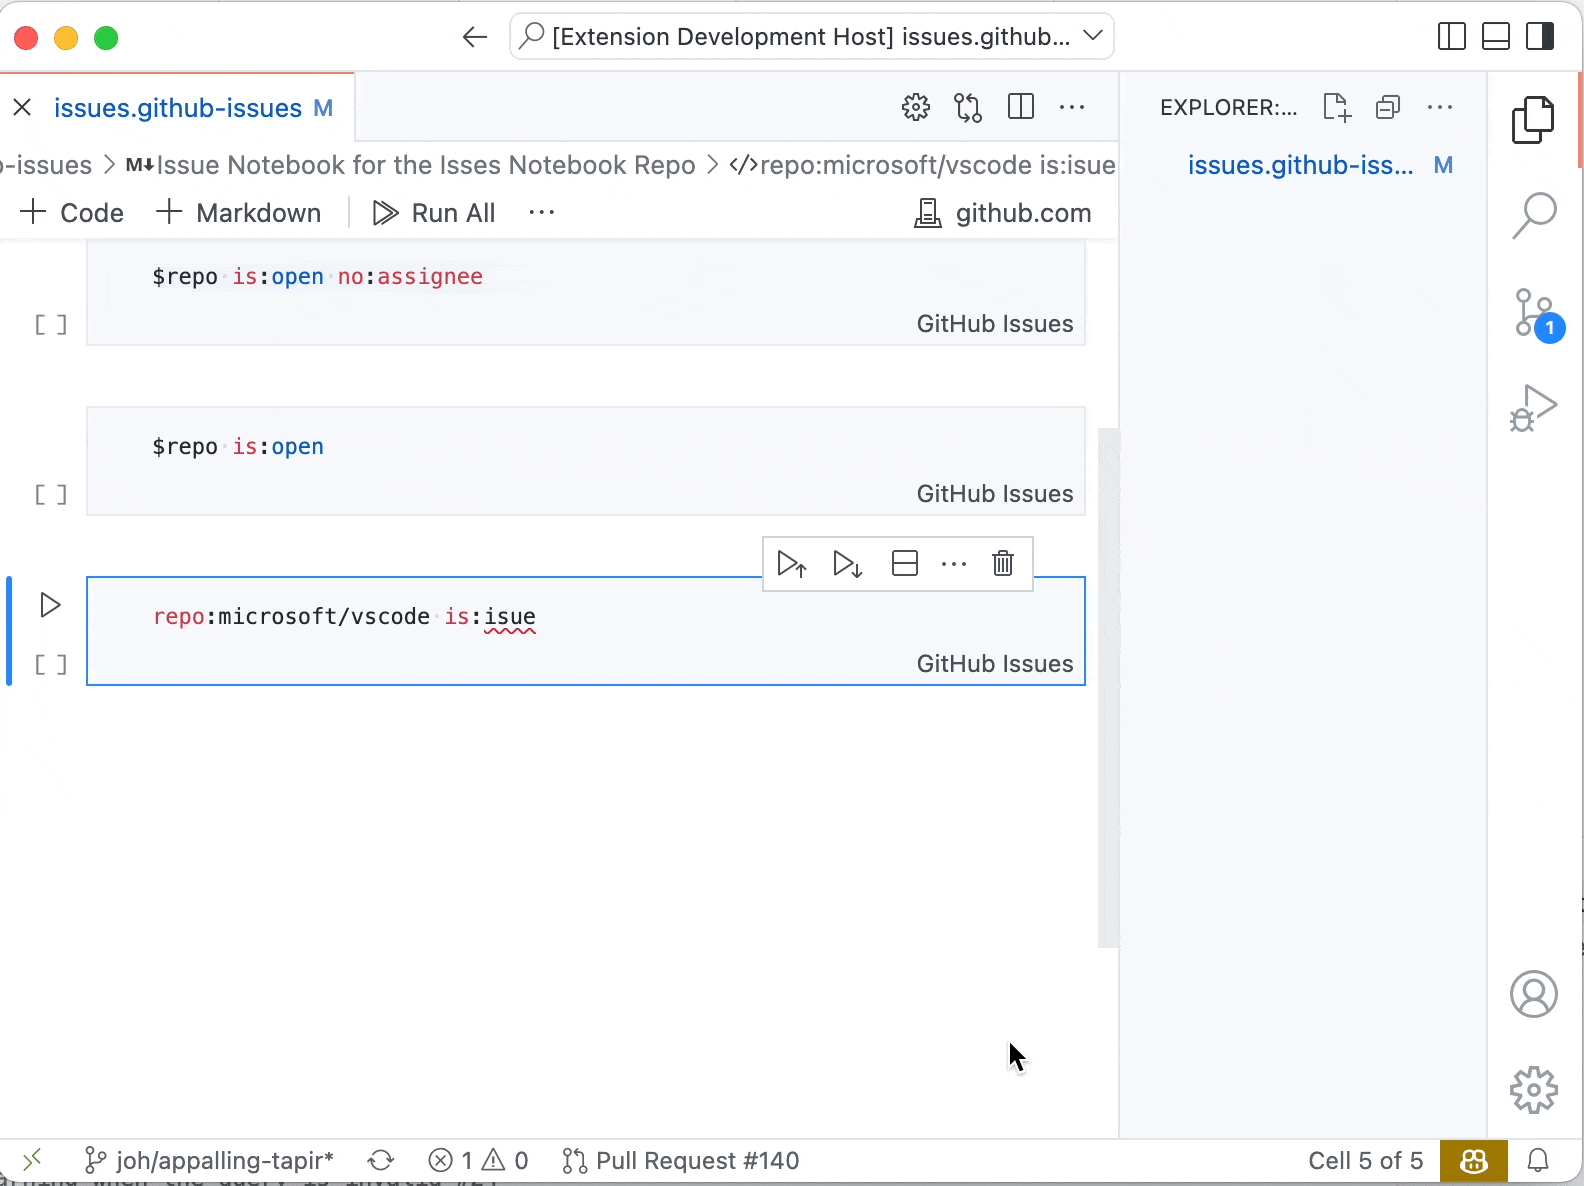 [Extension Development Host] issues.github...
issues.github-issues M
EXPLORER:...
-issues > M↓Issue Notebook for the Isses Notebook Repo > </>repo:microsoft/vscode is:isue
issues.github-iss... M
+ Code + Markdown Run All ... github.com
$repo is:open no:assignee
[ ]
GitHub Issues
$repo is:open
[ ]
GitHub Issues
repo:microsoft/vscode is:isue
[ ]
GitHub Issues
1
joh/appalling-tapir* 1 0 Pull Request #140
Cell 5 of 5